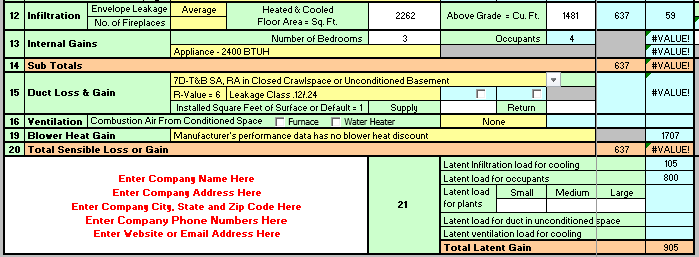 12 Infiltration Envelope Leakage Average Heated & Cooled 2262 Above Grade = Cu. Ft. 1481 637 59
No. of Fireplaces Floor Area = Sq. Ft.
13 Internal Gains Number of Bedrooms 3 Occupants 4 #VALUE!
Appliance - 2400 BTUH #VALUE!
14 Sub Totals 637 #VALUE!
15 Duct Loss & Gain 7D-T&B SA, RA in Closed Crawlspace or Unconditioned Basement #VALUE!
R-Value = 6 Leakage Class .12/.24
Installed Square Feet of Surface or Default = 1 Supply Return
16 Ventilation Combustion Air From Conditioned Space Furnace Water Heater None
19 Blower Heat Gain Manufacturer's performance data has no blower heat discount 1707
20 Total Sensible Loss or Gain 637 #VALUE!
Enter Company Name Here
Enter Company Address Here
Enter Company City, State and Zip Code Here
Enter Company Phone Numbers Here
Enter Website or Email Address Here
21
Latent Infiltration load for cooling 105
Latent load for occupants 800
Latent load for plants Small Medium Large
Latent load for duct in unconditioned space
Latent ventilation load for cooling
Total Latent Gain 905